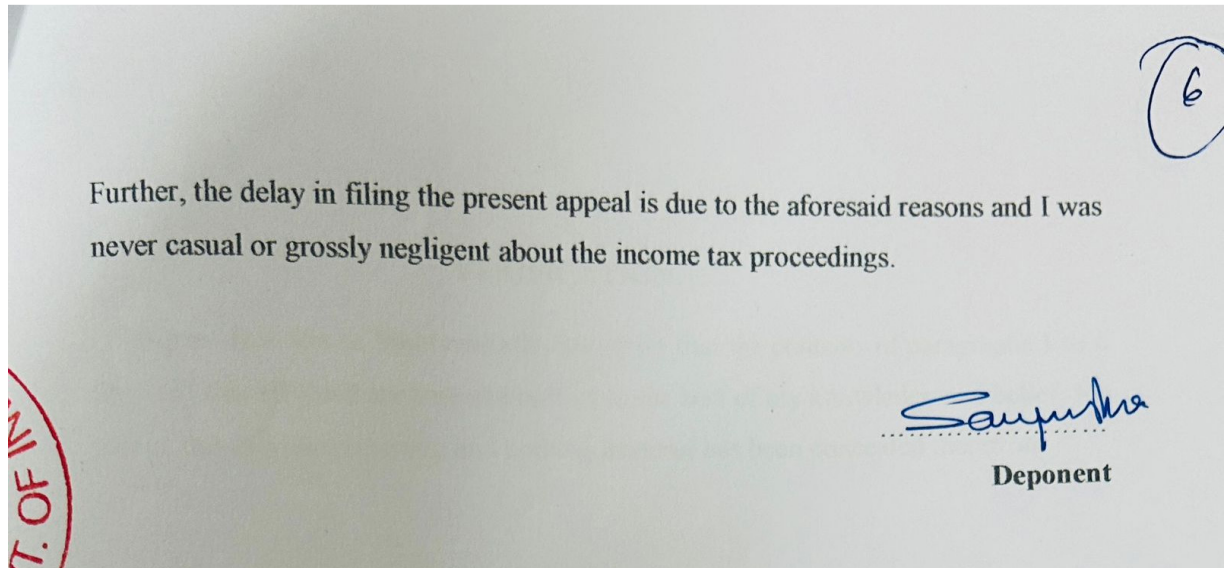 6
Further, the delay in filing the present appeal is due to the aforesaid reasons and I was
never casual or grossly negligent about the income tax proceedings.
T. OF IN
Deponent